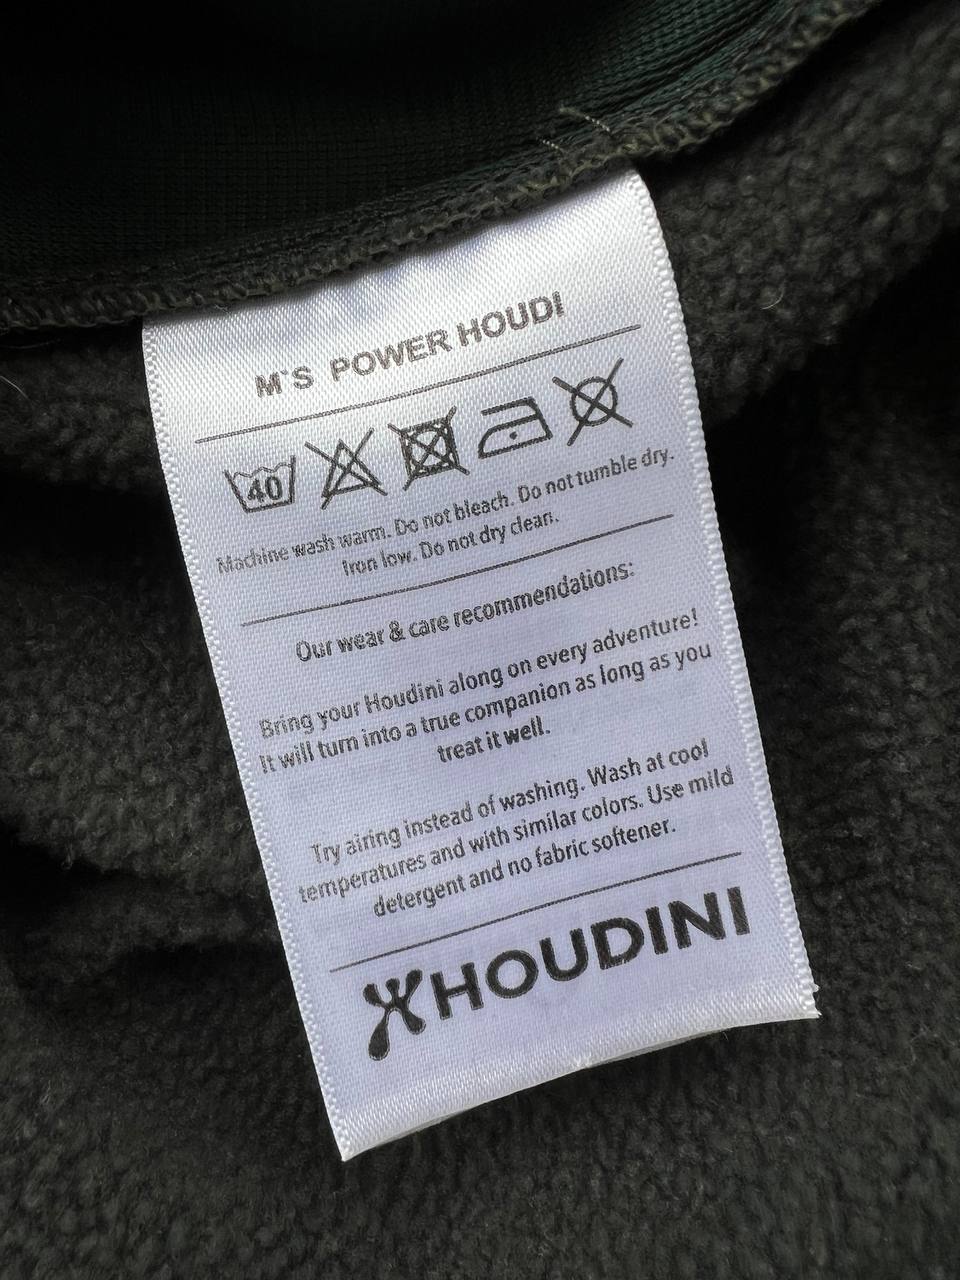 M`S POWER HOUDI
40
Machine wash warm. Do not bleach. Do not tumble dry.
Iron low. Do not dry clean.
Our wear & care recommendations:
Bring your Houdini along on every adventure!
It will turn into a true companion as long as you
treat it well.
Try airing instead of washing. Wash at cool
temperatures and with similar colors. Use mild
detergent and no fabric softener.
HOUDINI